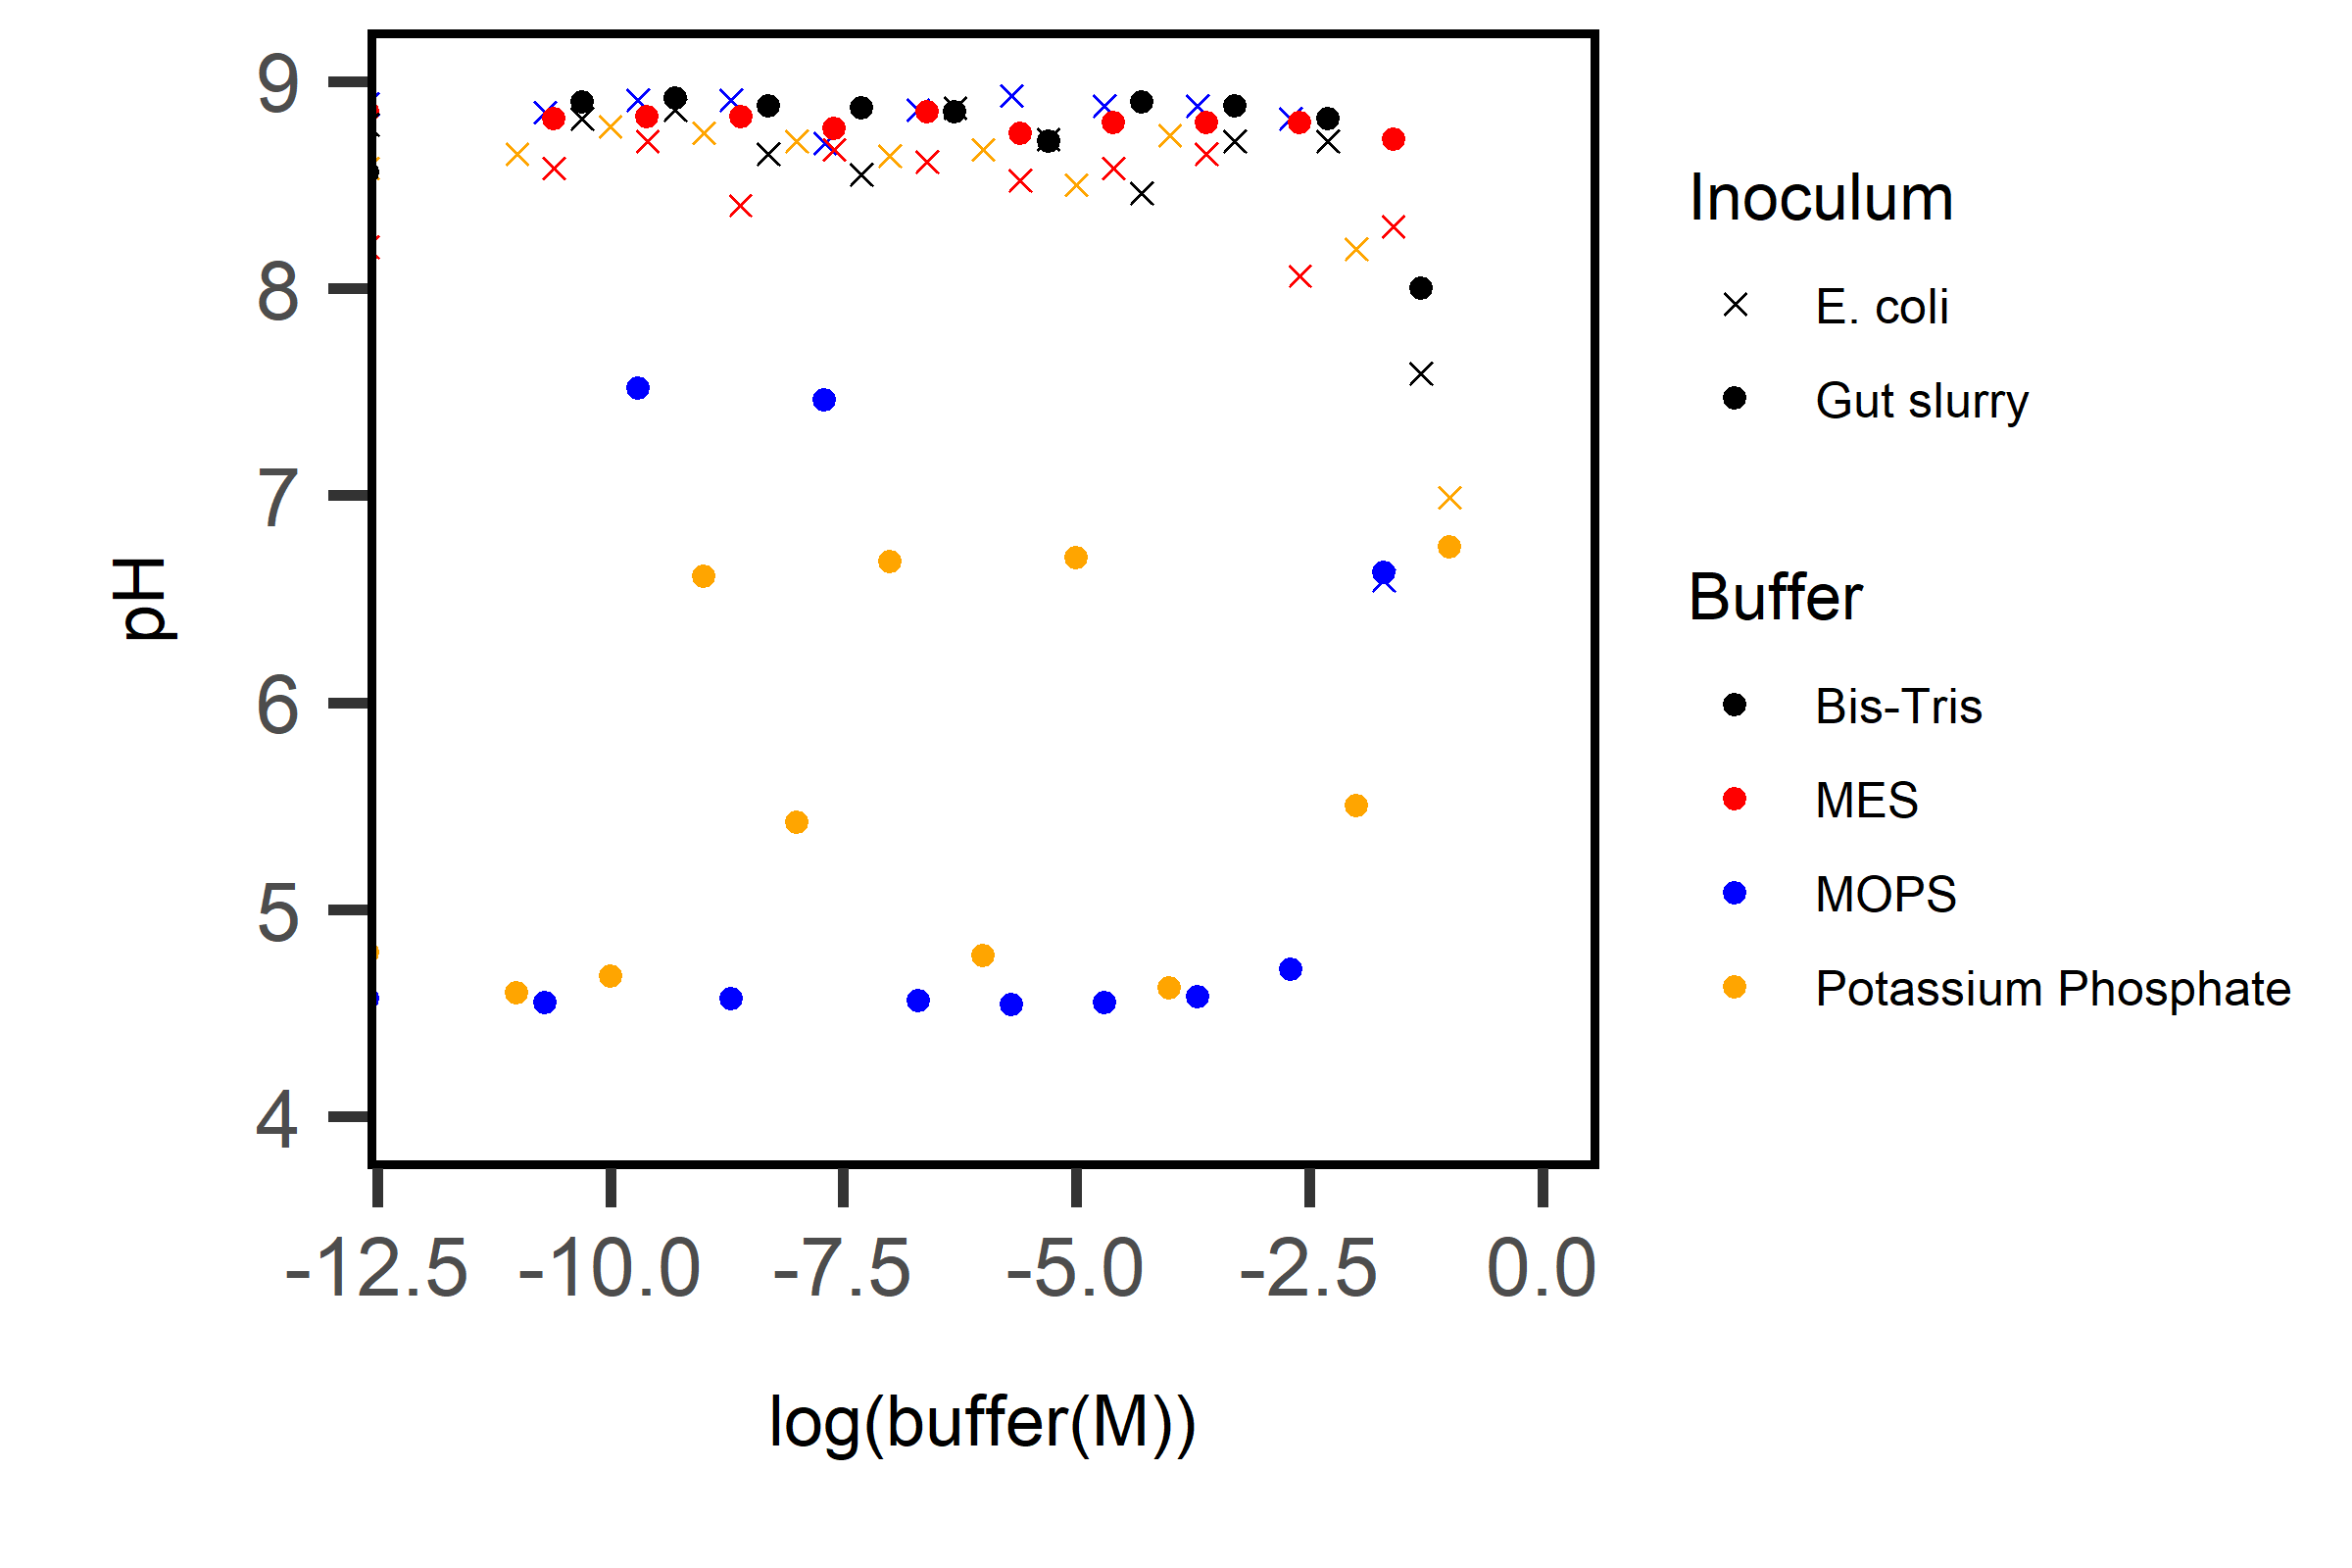 9
8
7
6
5
4
pH
-12.5 -10.0 -7.5 -5.0 -2.5 0.0
log(buffer(M))
Inoculum
E. coli
Gut slurry
Buffer
Bis-Tris
MES
MOPS
Potassium Phosphate